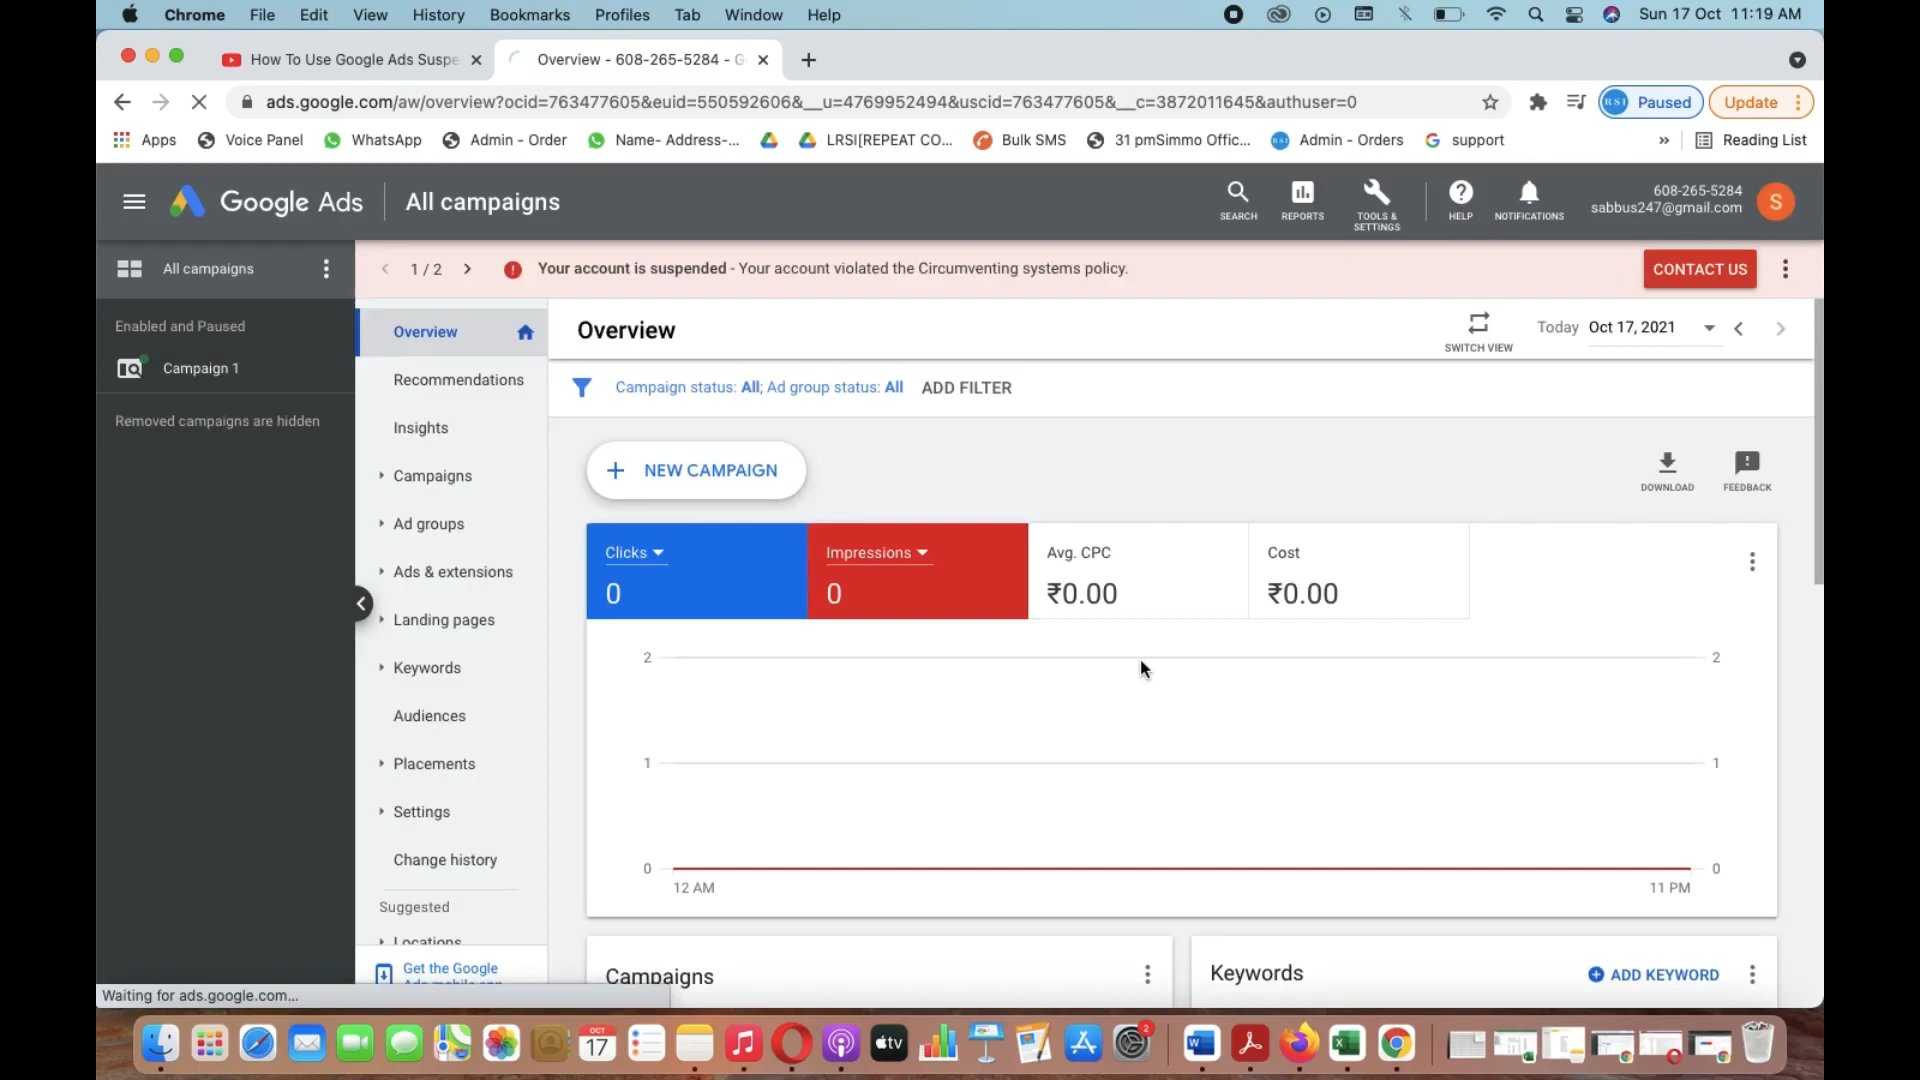 Chrome File Edit View History Bookmarks Profiles Tab Window Help Sun 17 Oct 11:19 AM
How To Use Google Ads Suspe Overview - 608-265-5284 - G
ads.google.com/aw/overview?ocid=763477605&euid=550592606&__u=4769952494&uscid=763477605&__c=3872011645&authuser=0 RSI Paused Update
Apps Voice Panel WhatsApp Admin - Order Name- Address-... LRSI[REPEAT CO... Bulk SMS 31 pmSimmo Offic... Admin - Orders support » Reading List
Google Ads All campaigns SEARCH REPORTS TOOLS & SETTINGS HELP NOTIFICATIONS 608-265-5284 sabbus247@gmail.com S
All campaigns
1 / 2 Your account is suspended - Your account violated the Circumventing systems policy. CONTACT US
Enabled and Paused
Campaign 1
Removed campaigns are hidden
Overview
Recommendations
Insights
Campaigns
Ad groups
Ads & extensions
Landing pages
Keywords
Audiences
Placements
Settings
Change history
Suggested
Locations
Get the Google
Ads mobile app
Overview SWITCH VIEW Today Oct 17, 2021
Campaign status: All; Ad group status: All ADD FILTER
NEW CAMPAIGN DOWNLOAD FEEDBACK
Clicks Impressions Avg. CPC Cost
0 0 ₹0.00 ₹0.00
2 2
1 1
0 0
12 AM 11 PM
Campaigns Keywords ADD KEYWORD
Waiting for ads.google.com...
OCT
17
tv
2